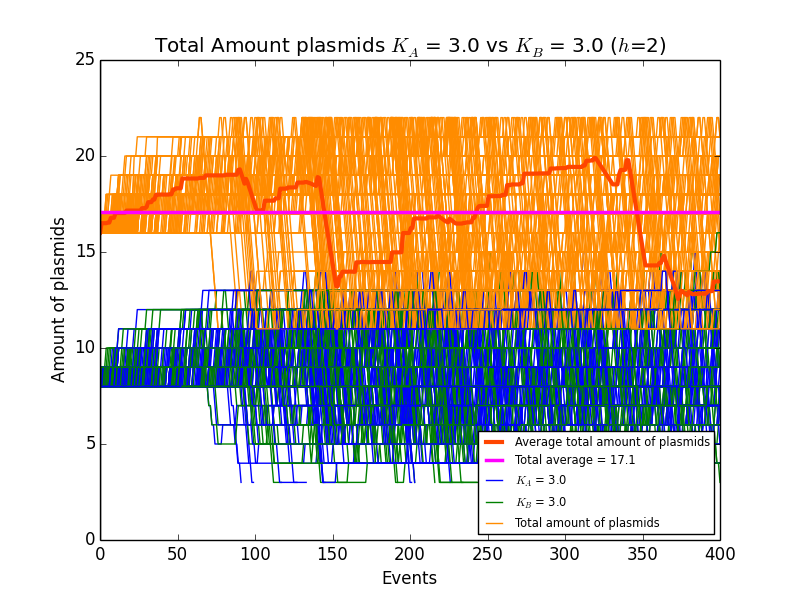 Total Amount plasmids K_A = 3.0 vs K_B = 3.0 (h=2)
25
20
15
10
5
0
Amount of plasmids
Average total amount of plasmids
Total average = 17.1
K_A = 3.0
K_B = 3.0
Total amount of plasmids
0 50 100 150 200 250 300 350 400
Events